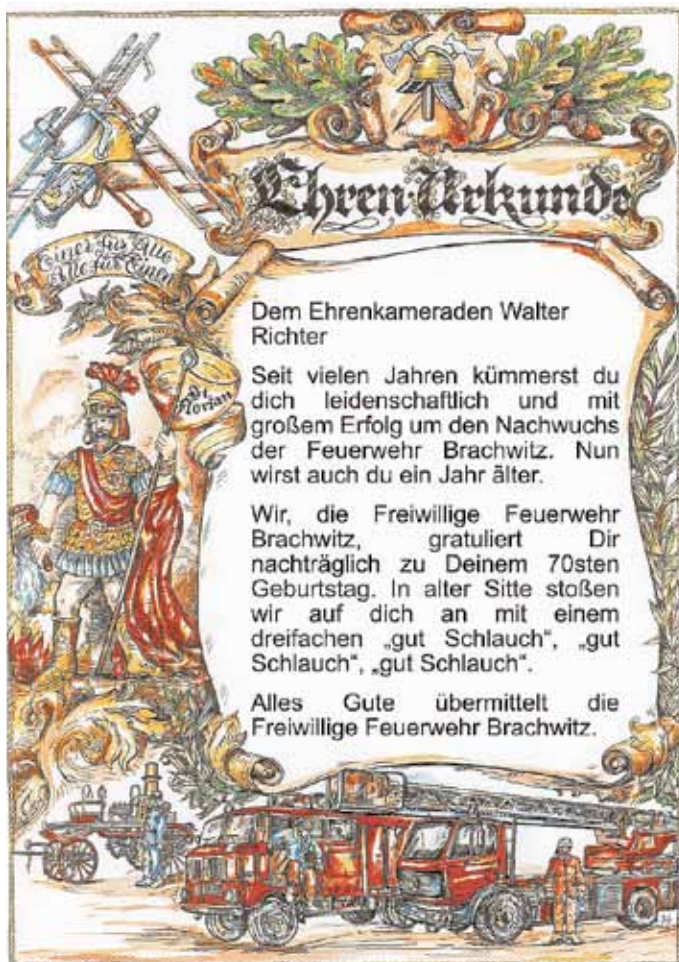 Ehren-Urkunde
Einer für Alle
Alle für Einen
St.
Florian
Dem Ehrenkameraden Walter
Richter
Seit vielen Jahren kümmerst du
dich leidenschaftlich und mit
großem Erfolg um den Nachwuchs
der Feuerwehr Brachwitz. Nun
wirst auch du ein Jahr älter.
Wir, die Freiwillige Feuerwehr
Brachwitz, gratuliert Dir
nachträglich zu Deinem 70sten
Geburtstag. In alter Sitte stoßen
wir auf dich an mit einem
dreifachen „gut Schlauch“, „gut
Schlauch“, „gut Schlauch“.
Alles Gute übermittelt die
Freiwillige Feuerwehr Brachwitz.